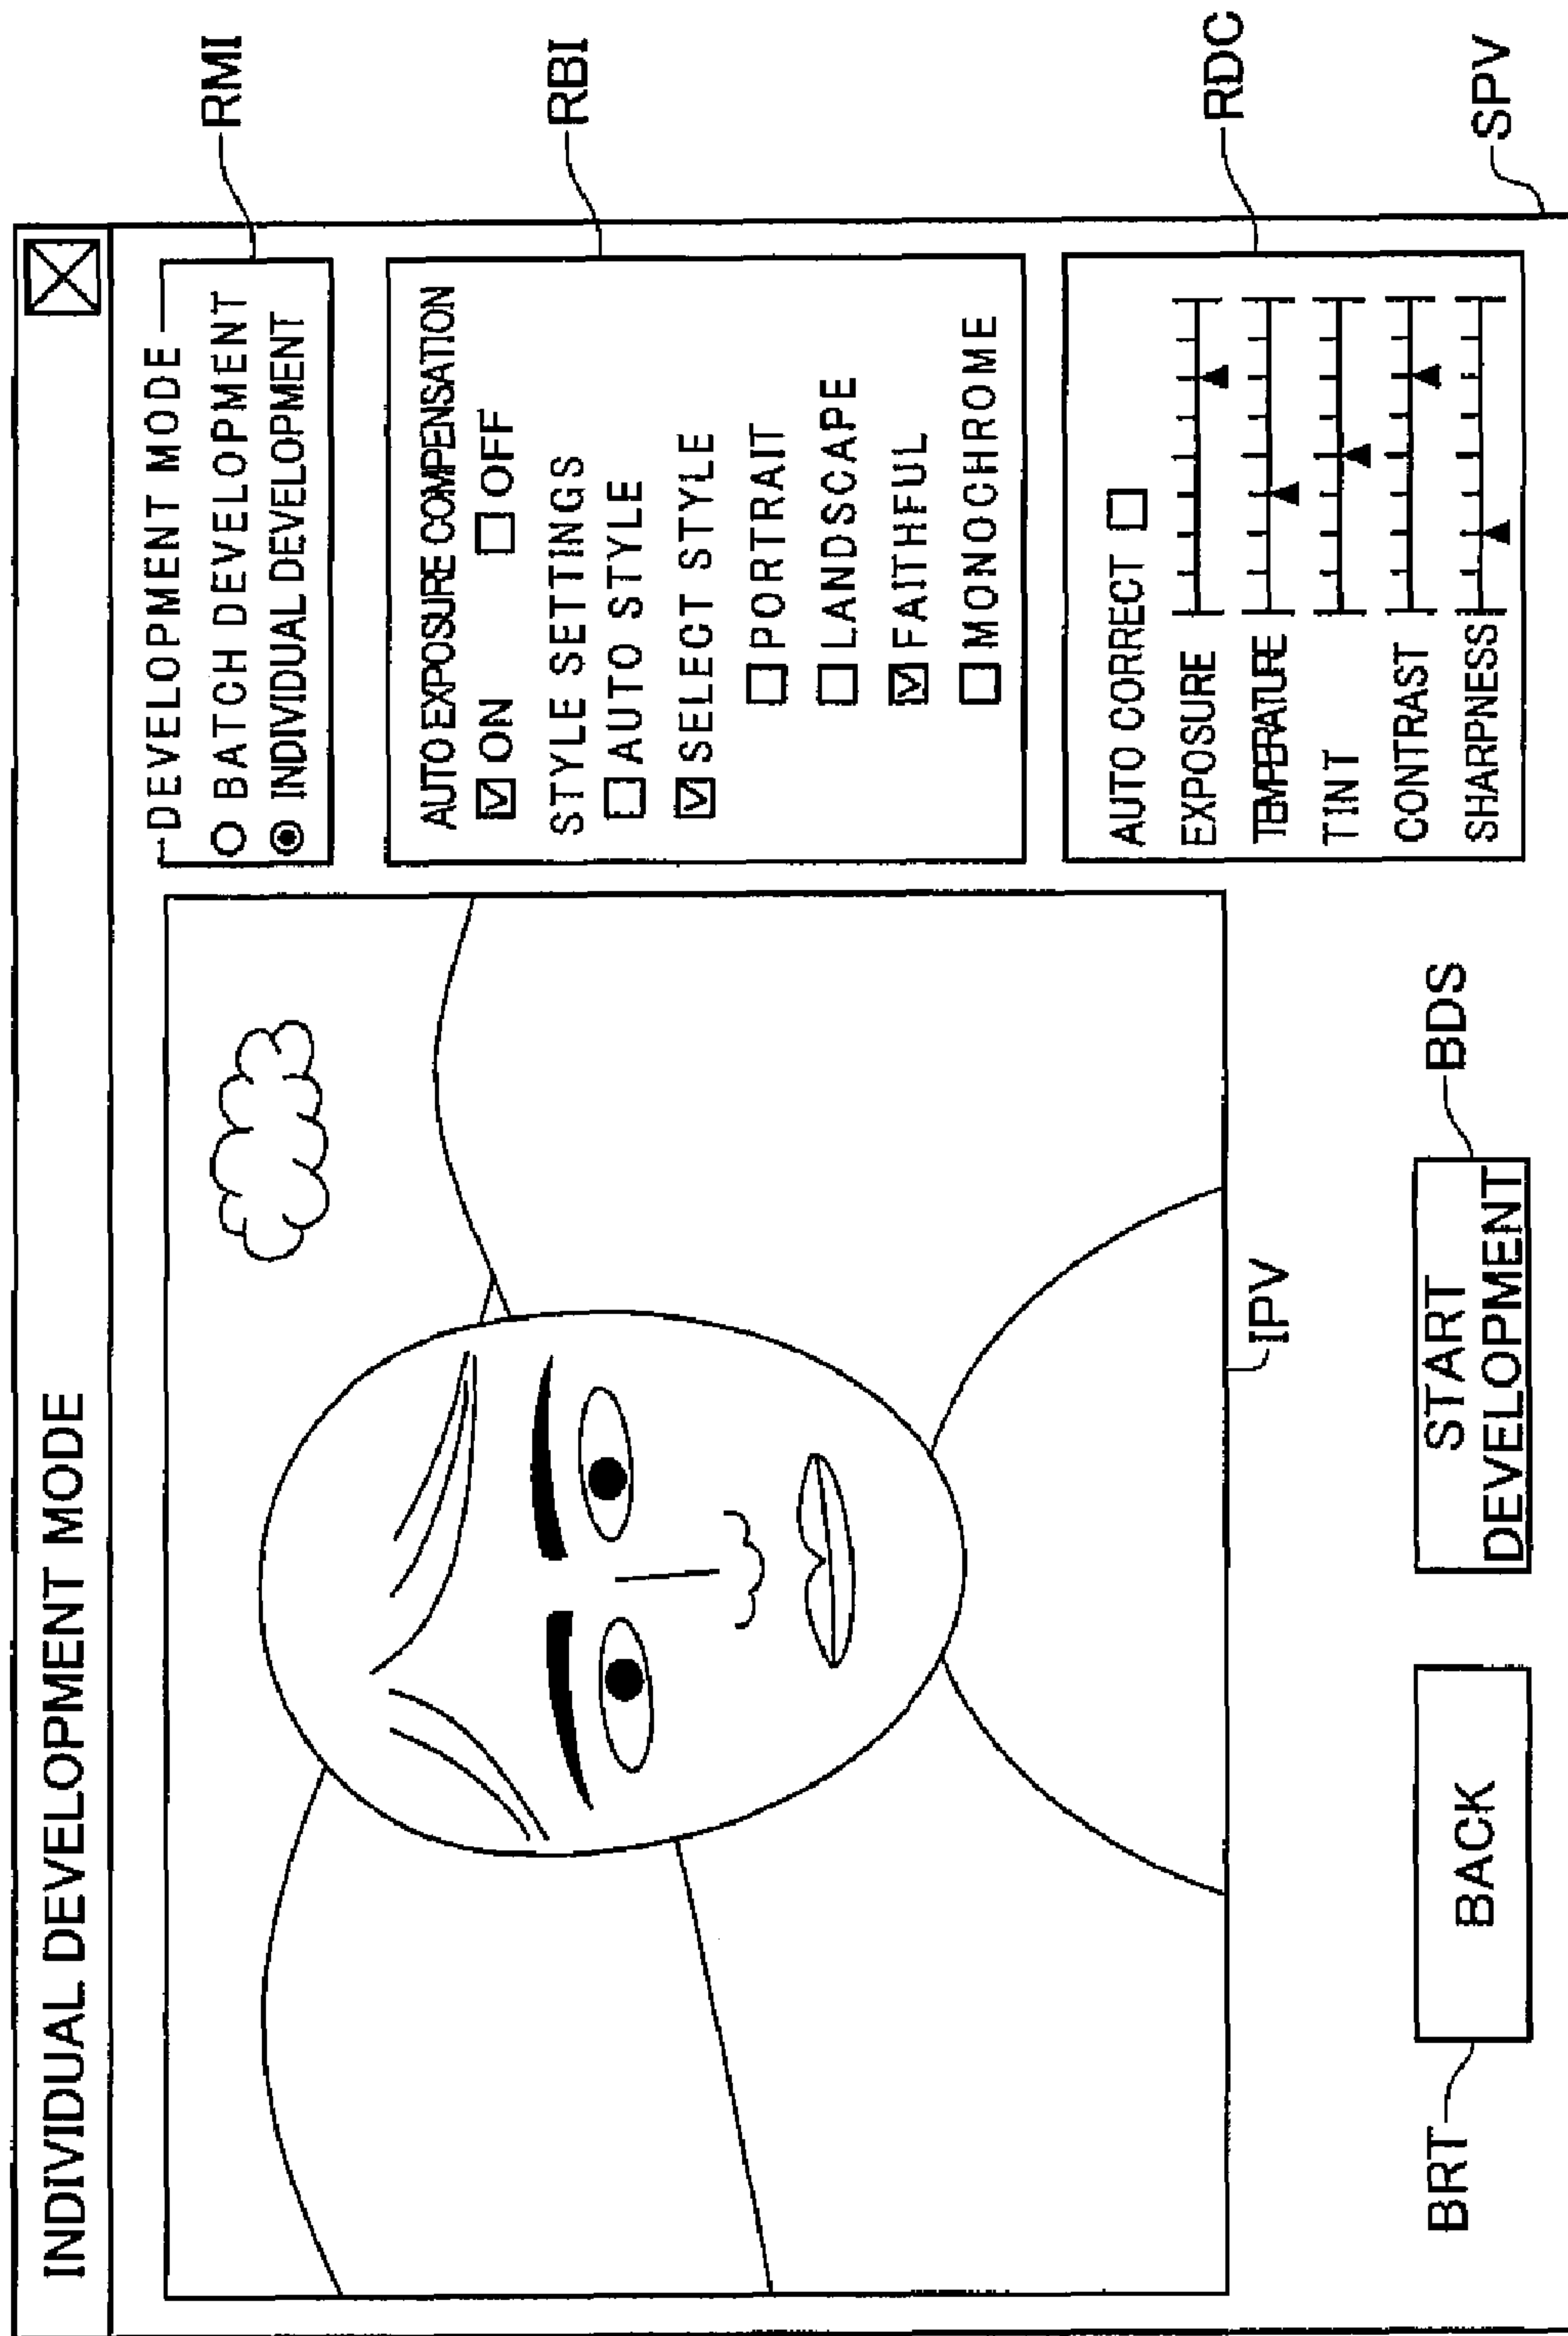 INDIVIDUAL DEVELOPMENT MODE
DEVELOPMENT MODE
BATCH DEVELOPMENT
INDIVIDUAL DEVELOPMENT
RMI
AUTO EXPOSURE COMPENSATION
ON OFF
STYLE SETTINGS
AUTO STYLE
SELECT STYLE
PORTRAIT
LANDSCAPE
FAITHFUL
MONOCHROME
RBI
AUTO CORRECT
EXPOSURE
TEMPERATURE
TINT
CONTRAST
SHARPNESS
RDC
SPV
IPV
BRT
BACK
START
DEVELOPMENT
BDS